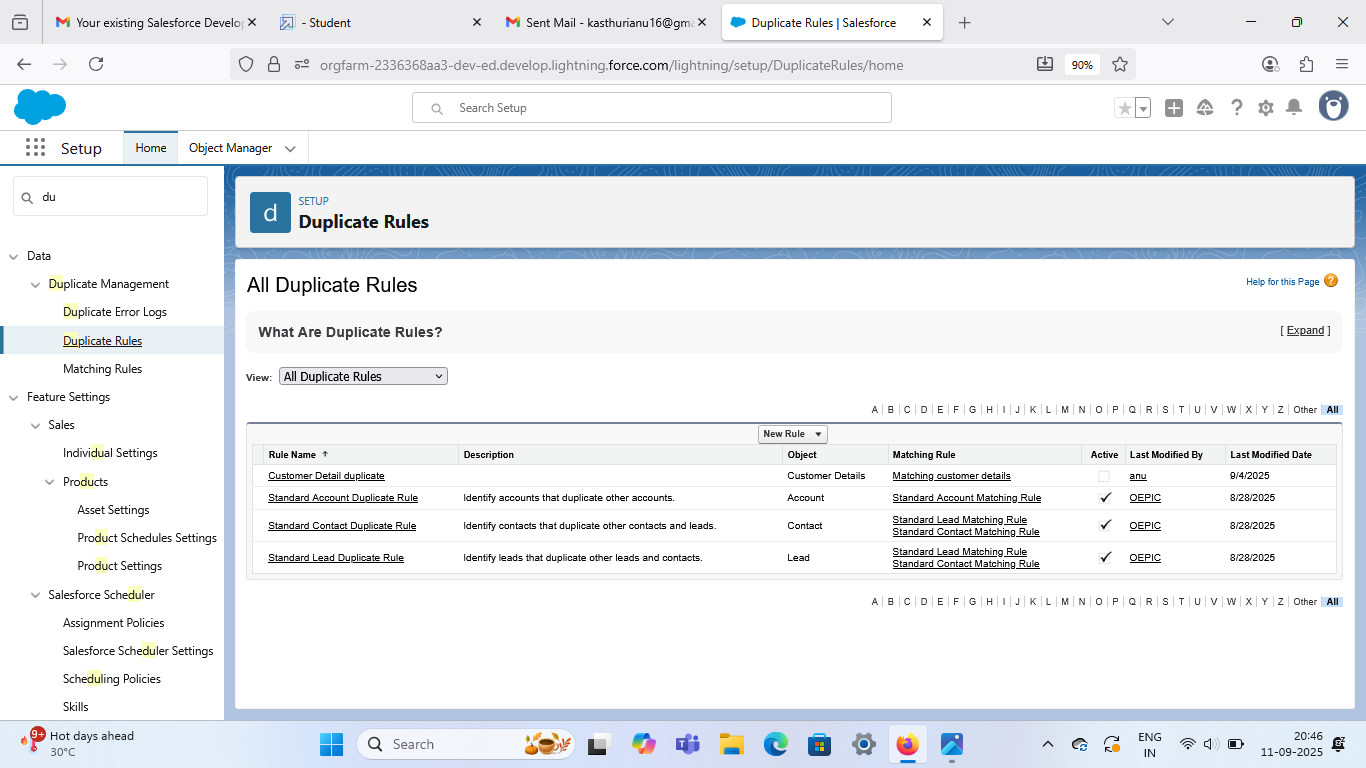 Your existing Salesforce Develo
- Student
Sent Mail - kasthurianu16@gma
Duplicate Rules | Salesforce
orgfarm-2336368aa3-dev-ed.develop.lightning.force.com/lightning/setup/DuplicateRules/home
90%
Search Setup
Setup
Home
Object Manager
du
Data
Duplicate Management
Duplicate Error Logs
Duplicate Rules
Matching Rules
Feature Settings
Sales
Individual Settings
Products
Asset Settings
Product Schedules Settings
Product Settings
Salesforce Scheduler
Assignment Policies
Salesforce Scheduler Settings
Scheduling Policies
Skills
d
SETUP
Duplicate Rules
All Duplicate Rules
Help for this Page ?
What Are Duplicate Rules?
[ Expand ]
View: All Duplicate Rules
A | B | C | D | E | F | G | H | I | J | K | L | M | N | O | P | Q | R | S | T | U | V | W | X | Y | Z | Other | All
New Rule
Rule Name Description Object Matching Rule Active Last Modified By Last Modified Date
Customer Detail duplicate Customer Details Matching customer details anu 9/4/2025
Standard Account Duplicate Rule Identify accounts that duplicate other accounts. Account Standard Account Matching Rule OEPIC 8/28/2025
Standard Contact Duplicate Rule Identify contacts that duplicate other contacts and leads. Contact Standard Lead Matching Rule OEPIC 8/28/2025
Standard Contact Matching Rule
Standard Lead Duplicate Rule Identify leads that duplicate other leads and contacts. Lead Standard Lead Matching Rule OEPIC 8/28/2025
Standard Contact Matching Rule
A | B | C | D | E | F | G | H | I | J | K | L | M | N | O | P | Q | R | S | T | U | V | W | X | Y | Z | Other | All
9+
Hot days ahead
30°C
Search
ENG
IN
20:46
11-09-2025